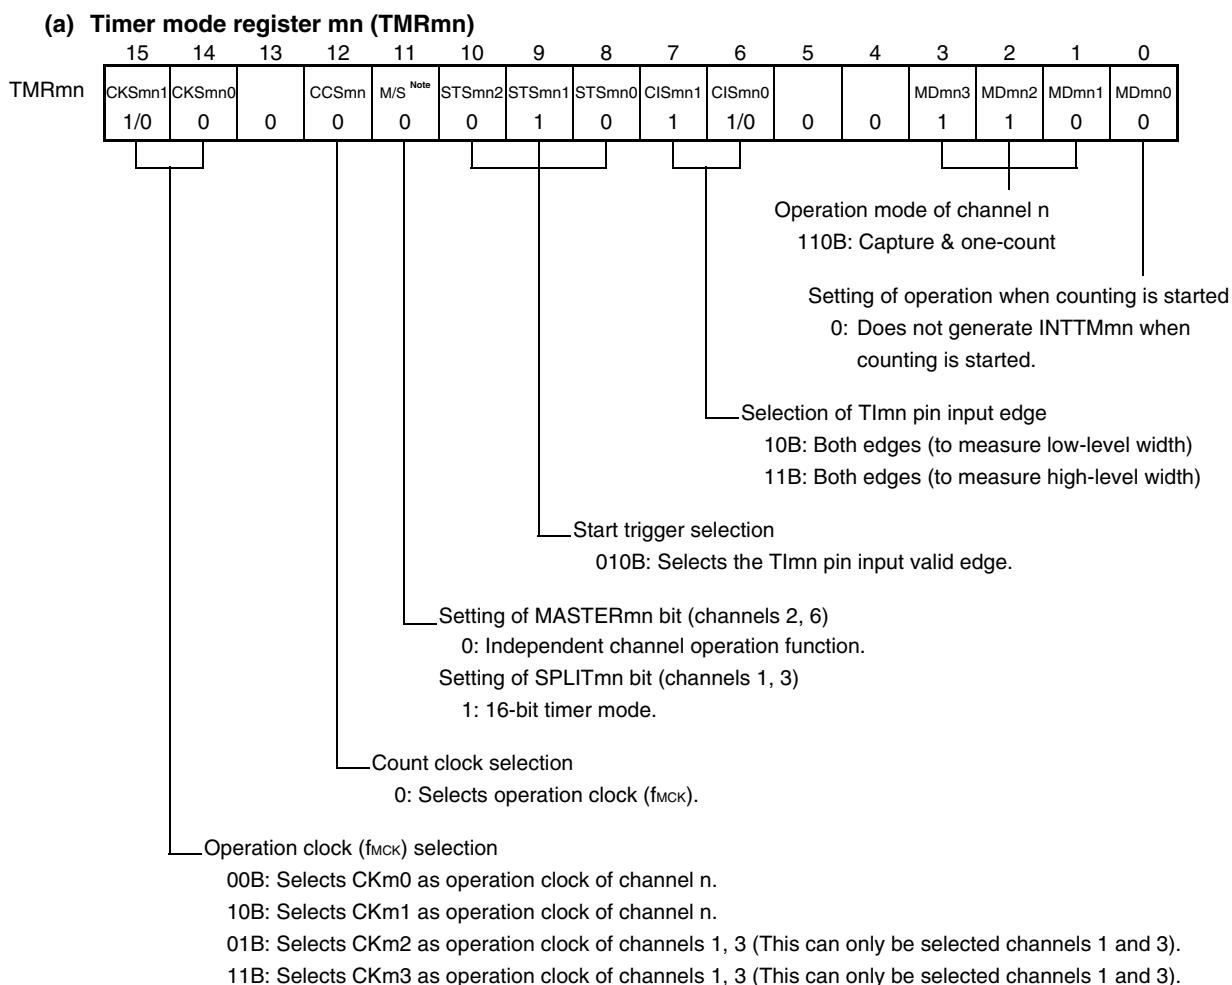 (a) Timer mode register mn (TMRmn)
15 14 13 12 11 10 9 8 7 6 5 4 3 2 1 0
TMRmn CKSmn1 CKSmn0 CCSmn M/S Note STSmn2 STSmn1 STSmn0 CISmn1 CISmn0 MDmn3 MDmn2 MDmn1 MDmn0
1/0 0 0 0 0 0 1 0 1 1/0 0 0 1 1 0 0
Operation mode of channel n
110B: Capture & one-count
Setting of operation when counting is started
0: Does not generate INTTMmn when
counting is started.
Selection of TImn pin input edge
10B: Both edges (to measure low-level width)
11B: Both edges (to measure high-level width)
Start trigger selection
010B: Selects the TImn pin input valid edge.
Setting of MASTERmn bit (channels 2, 6)
0: Independent channel operation function.
Setting of SPLITmn bit (channels 1, 3)
1: 16-bit timer mode.
Count clock selection
0: Selects operation clock (fMCK).
Operation clock (fMCK) selection
00B: Selects CKm0 as operation clock of channel n.
10B: Selects CKm1 as operation clock of channel n.
01B: Selects CKm2 as operation clock of channels 1, 3 (This can only be selected channels 1 and 3).
11B: Selects CKm3 as operation clock of channels 1, 3 (This can only be selected channels 1 and 3).